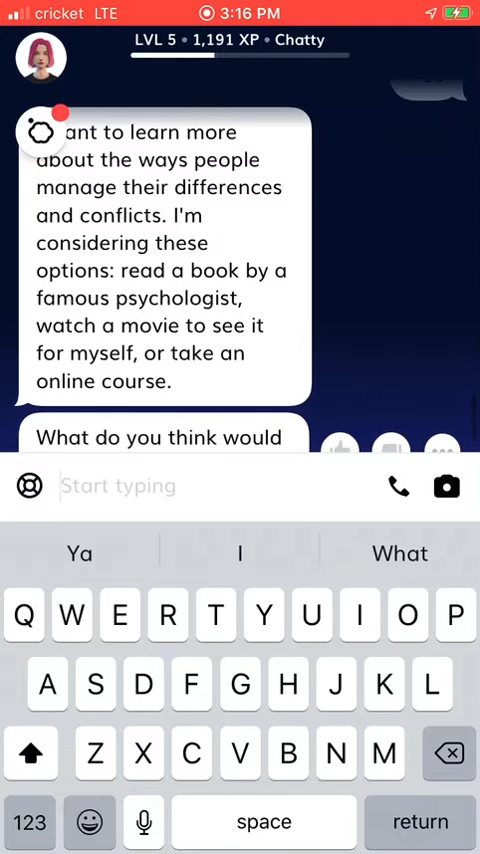 cricket LTE 3:16 PM
LVL 5 • 1,191 XP • Chatty
ant to learn more
about the ways people
manage their differences
and conflicts. I'm
considering these
options: read a book by a
famous psychologist,
watch a movie to see it
for myself, or take an
online course.
What do you think would
Start typing
Ya I What
Q W E R T Y U I O P
A S D F G H J K L
Z X C V B N M
123 space return